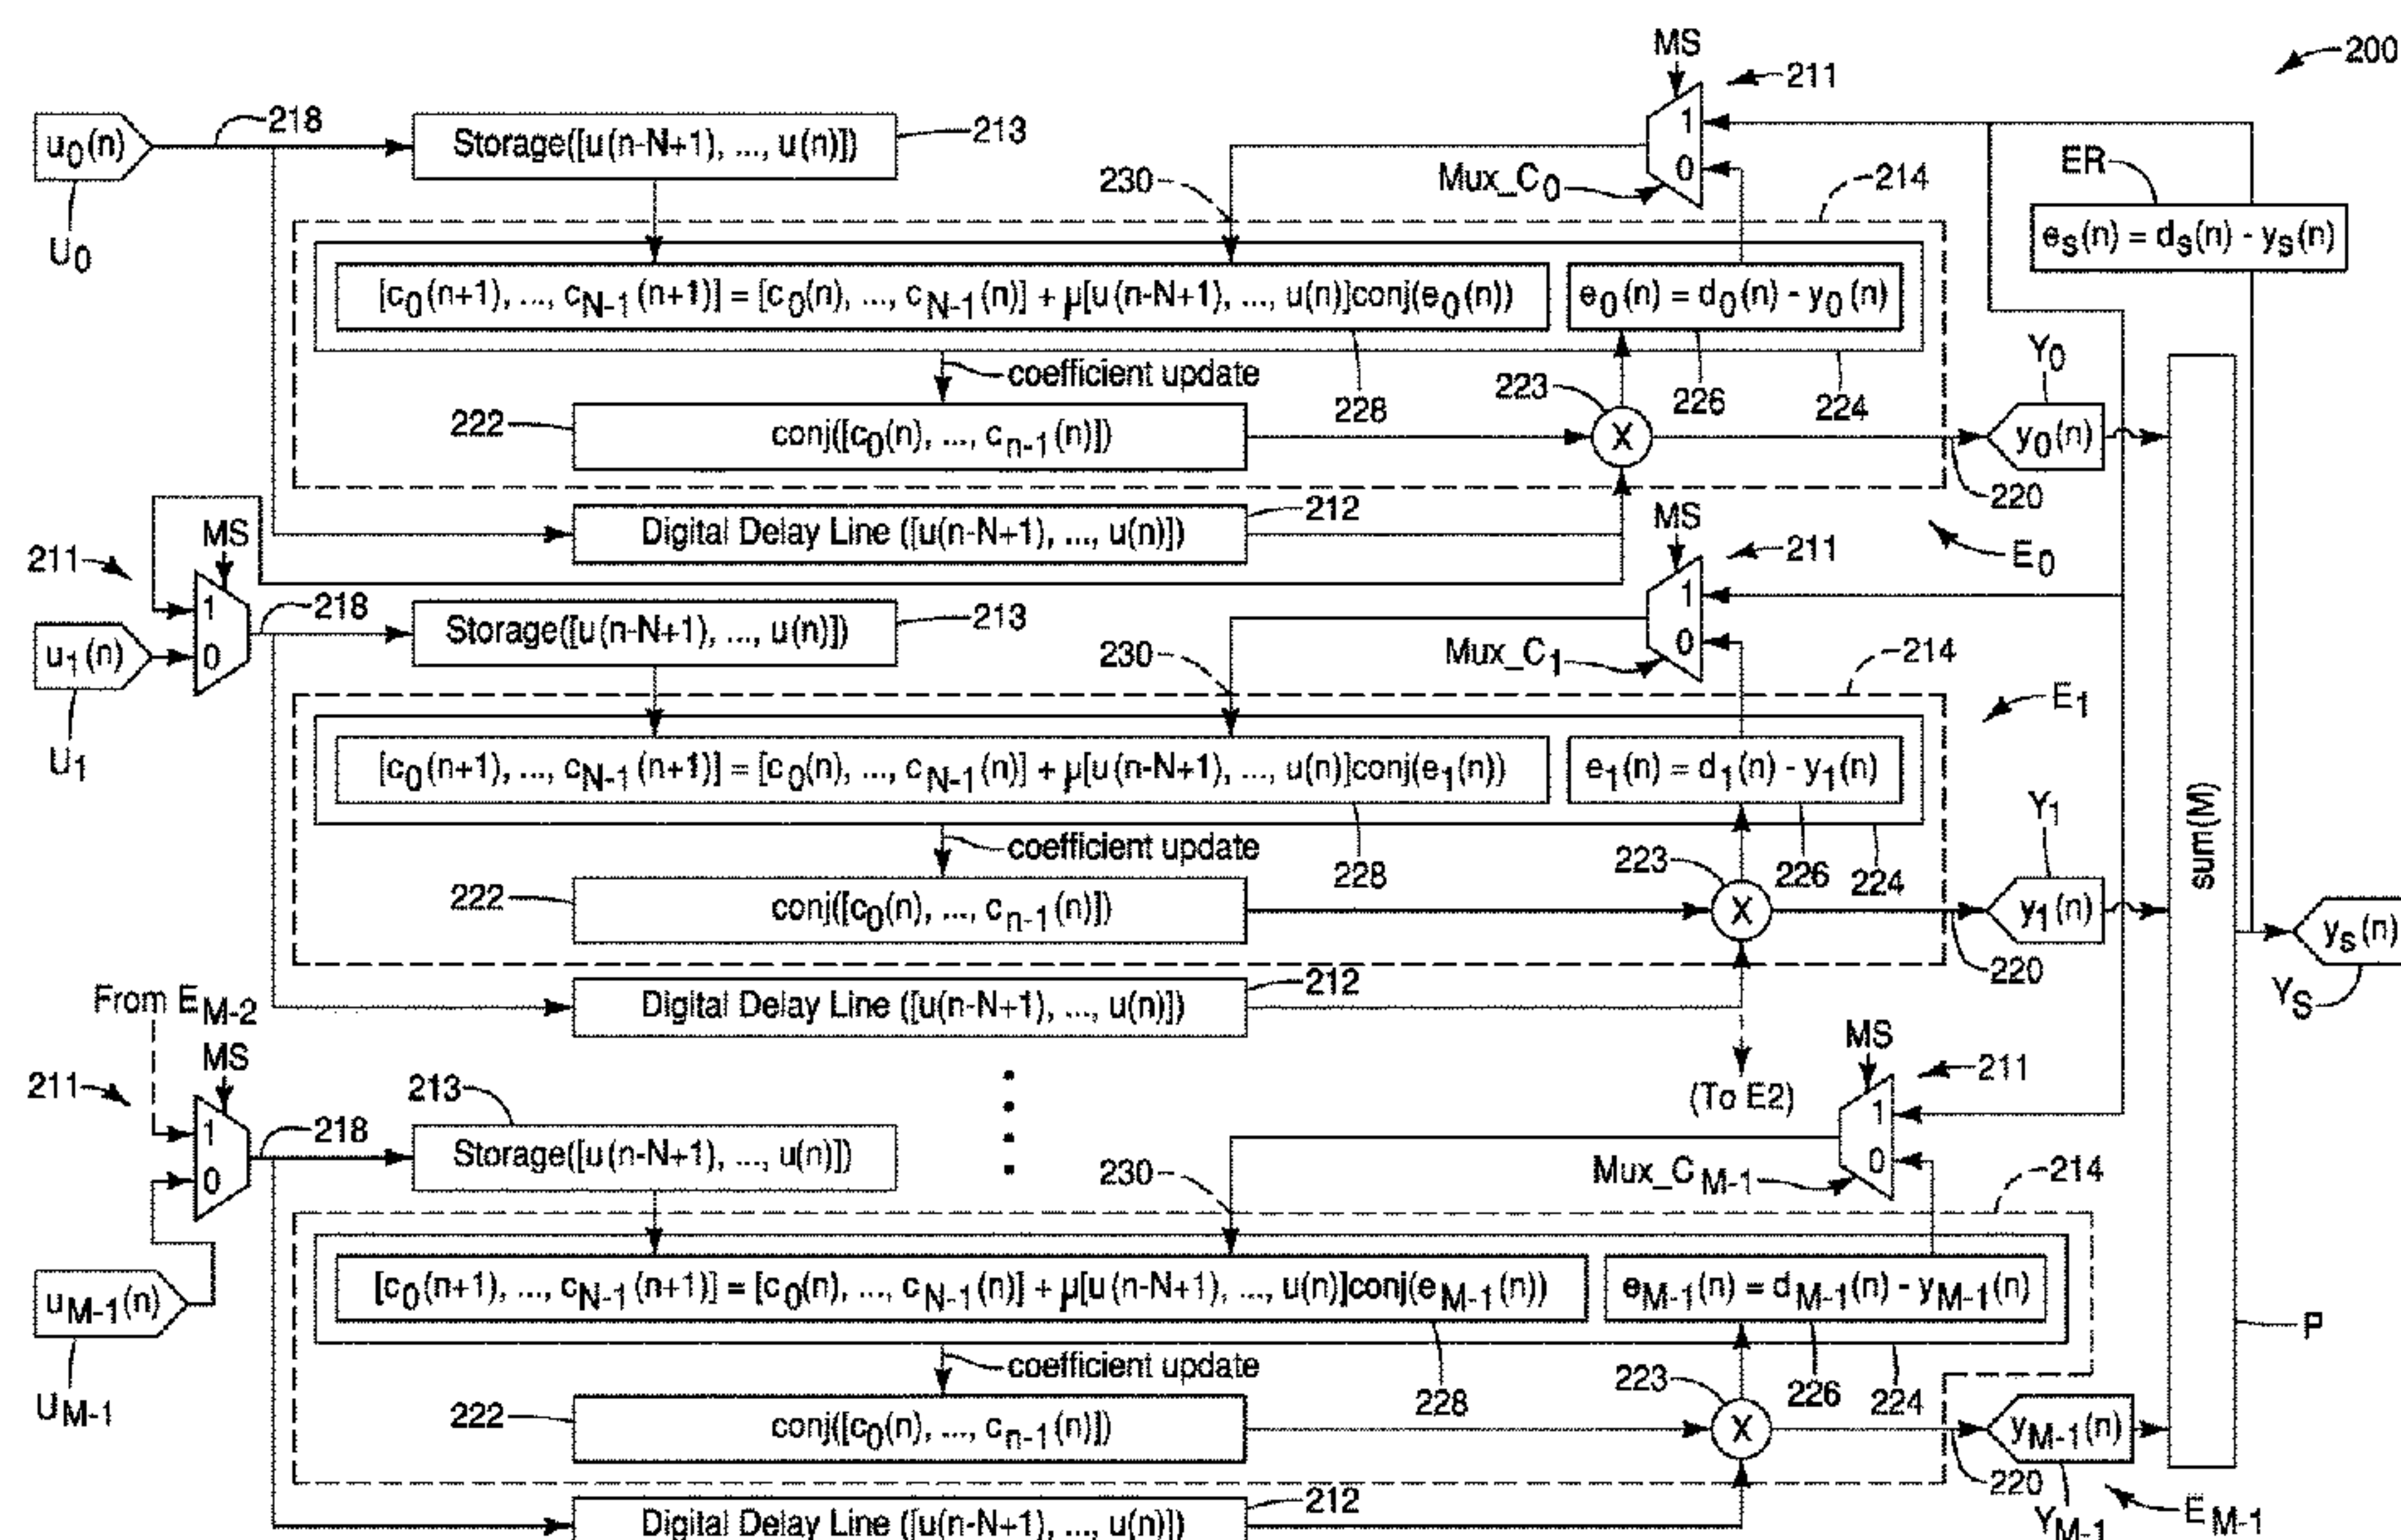 200
MS
211
1
0
Mux_C0
u0(n)
U0
218
Storage([u(n-N+1), ..., u(n)])
213
230
214
ER
es(n) = ds(n) - ys(n)
[c0(n+1), ..., cN-1(n+1)] = [c0(n), ..., cN-1(n)] + µ[u(n-N+1), ..., u(n)]conj(e0(n))
e0(n) = d0(n) - y0(n)
coefficient update
228
223
226
224
222
conj([c0(n), ..., cn-1(n)])
X
Y0
y0(n)
220
Digital Delay Line ([u(n-N+1), ..., u(n)])
212
E0
MS
211
1
0
Mux_C1
211
MS
1
0
u1(n)
U1
218
Storage([u(n-N+1), ..., u(n)])
213
230
214
E1
[c0(n+1), ..., cN-1(n+1)] = [c0(n), ..., cN-1(n)] + µ[u(n-N+1), ..., u(n)]conj(e1(n))
e1(n) = d1(n) - y1(n)
coefficient update
228
223
226
224
222
conj([c0(n), ..., cn-1(n)])
X
Y1
y1(n)
220
sum(M)
ys(n)
YS
Digital Delay Line ([u(n-N+1), ..., u(n)])
212
(To E2)
From EM-2
211
MS
1
0
MS
211
1
0
Mux_CM-1
uM-1(n)
UM-1
218
213
Storage([u(n-N+1), ..., u(n)])
230
214
[c0(n+1), ..., cN-1(n+1)] = [c0(n), ..., cN-1(n)] + µ[u(n-N+1), ..., u(n)]conj(eM-1(n))
eM-1(n) = dM-1(n) - yM-1(n)
P
coefficient update
228
223
226
224
222
conj([c0(n), ..., cn-1(n)])
X
yM-1(n)
220
YM-1
EM-1
Digital Delay Line ([u(n-N+1), ..., u(n)])
212